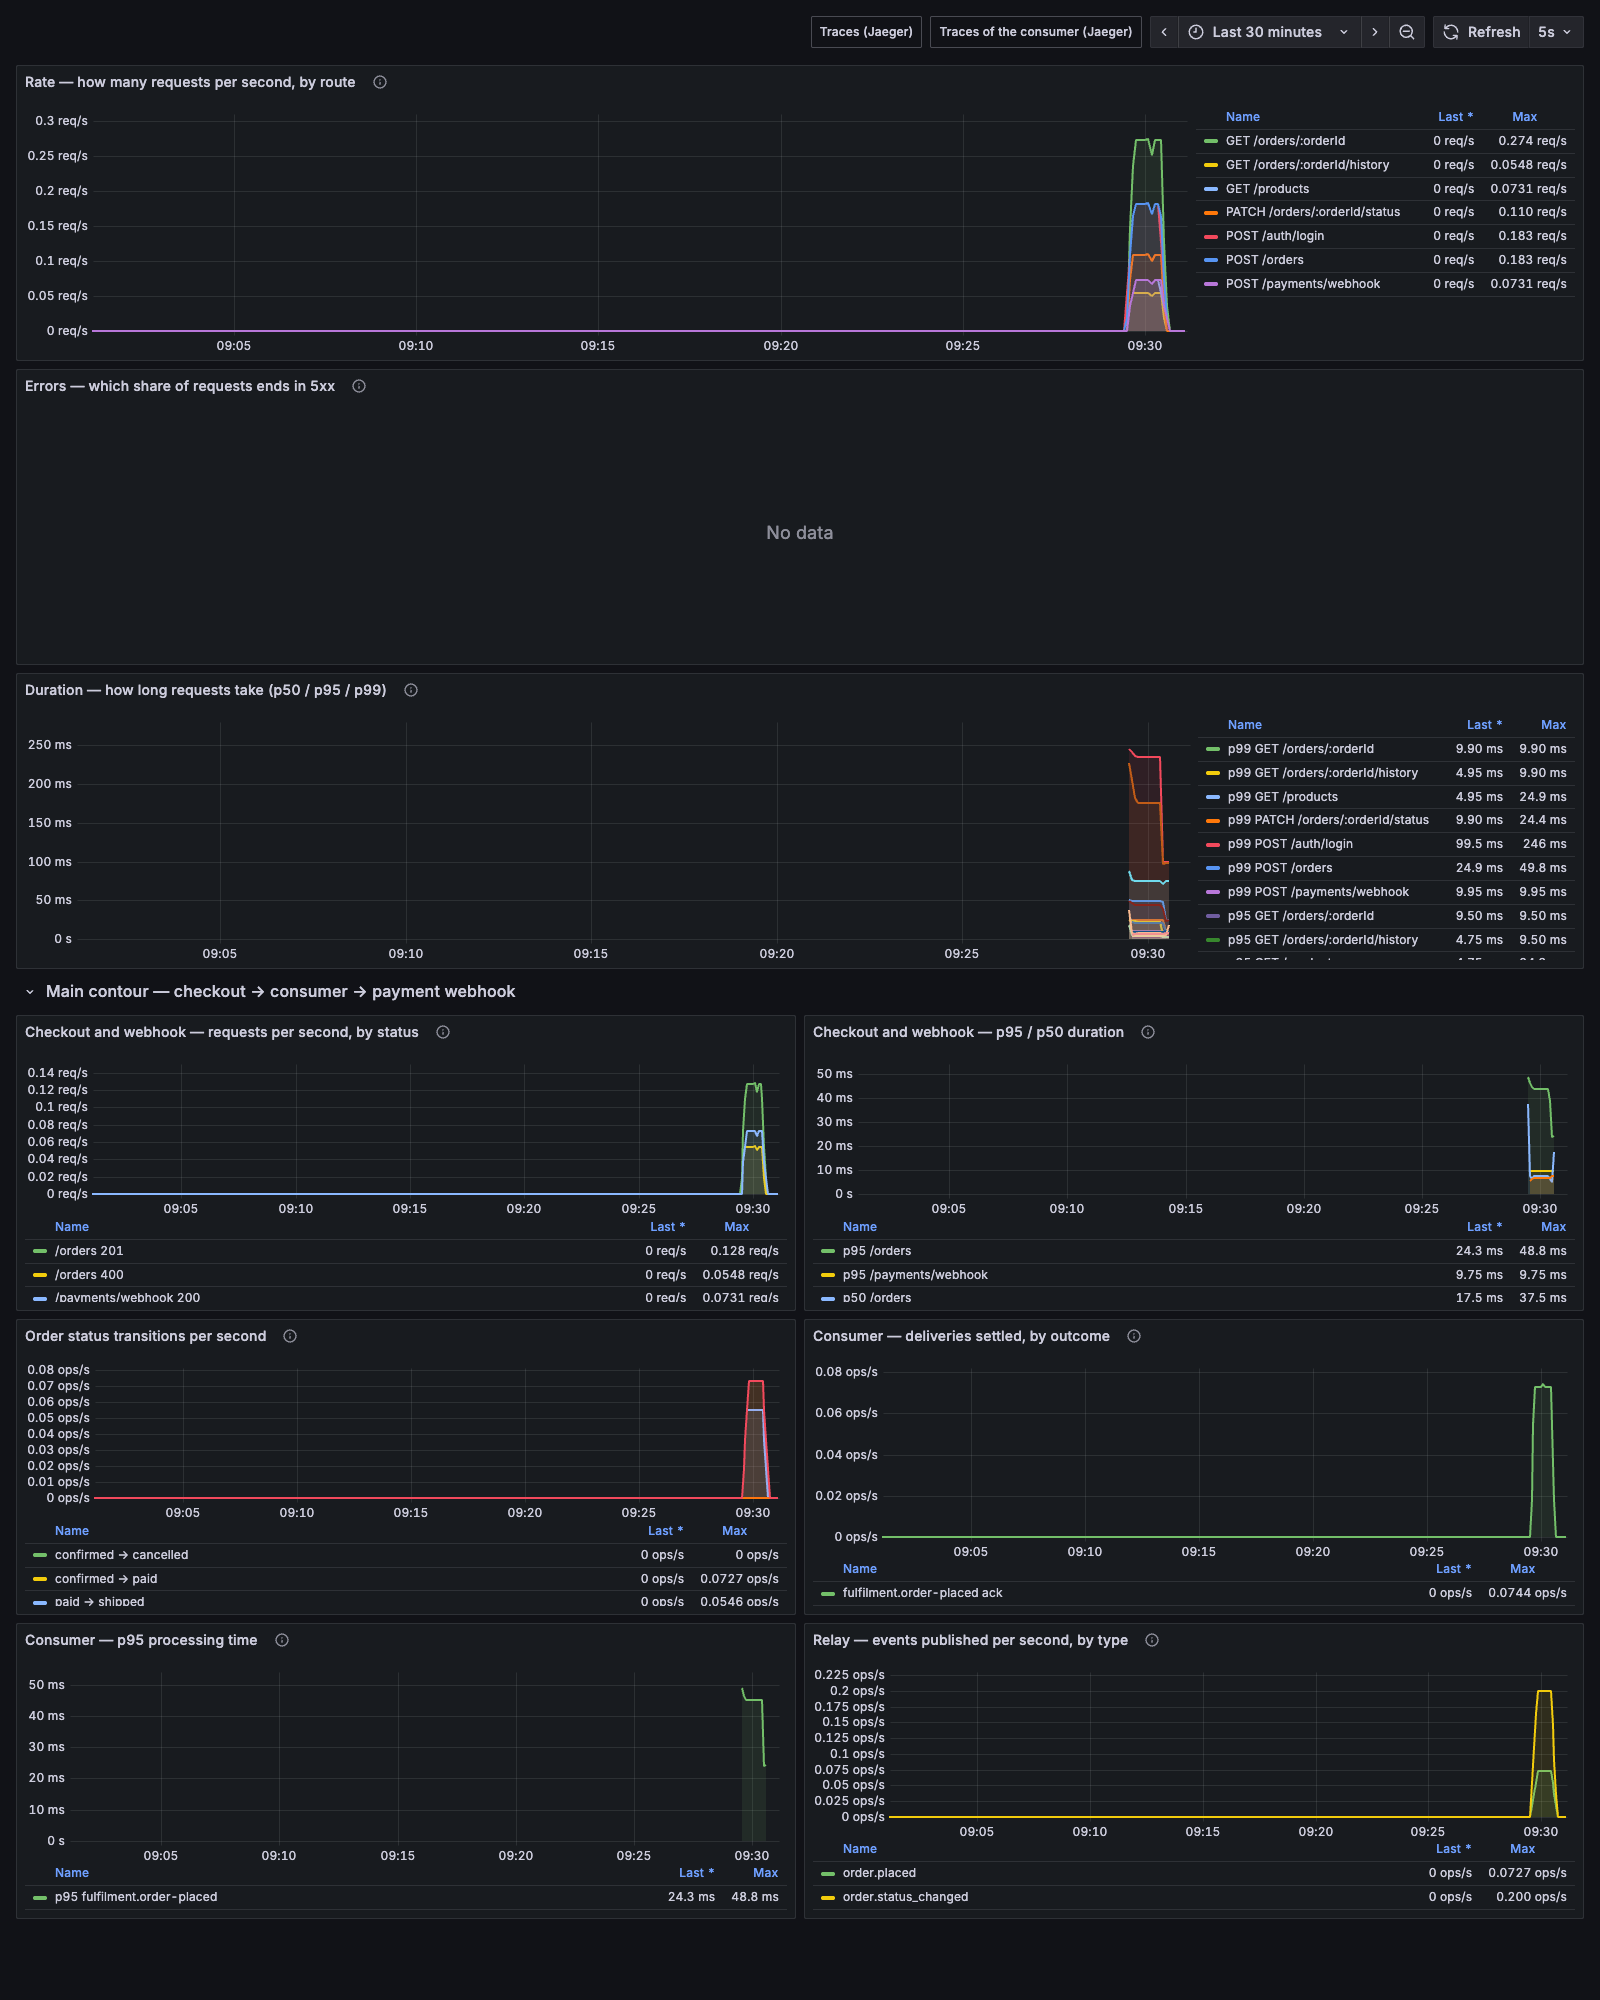 Traces (Jaeger) Traces of the consumer (Jaeger) Last 30 minutes Refresh 5s
Rate — how many requests per second, by route
0.3 req/s
0.25 req/s
0.2 req/s
0.15 req/s
0.1 req/s
0.05 req/s
0 req/s
09:05 09:10 09:15 09:20 09:25 09:30
Name Last * Max
GET /orders/:orderId 0 req/s 0.274 req/s
GET /orders/:orderId/history 0 req/s 0.0548 req/s
GET /products 0 req/s 0.0731 req/s
PATCH /orders/:orderId/status 0 req/s 0.110 req/s
POST /auth/login 0 req/s 0.183 req/s
POST /orders 0 req/s 0.183 req/s
POST /payments/webhook 0 req/s 0.0731 req/s
Errors — which share of requests ends in 5xx
No data
Duration — how long requests take (p50 / p95 / p99)
250 ms
200 ms
150 ms
100 ms
50 ms
0 s
09:05 09:10 09:15 09:20 09:25 09:30
Name Last * Max
p99 GET /orders/:orderId 9.90 ms 9.90 ms
p99 GET /orders/:orderId/history 4.95 ms 9.90 ms
p99 GET /products 4.95 ms 24.9 ms
p99 PATCH /orders/:orderId/status 9.90 ms 24.4 ms
p99 POST /auth/login 99.5 ms 246 ms
p99 POST /orders 24.9 ms 49.8 ms
p99 POST /payments/webhook 9.95 ms 9.95 ms
p95 GET /orders/:orderId 9.50 ms 9.50 ms
p95 GET /orders/:orderId/history 4.75 ms 9.50 ms
Main contour — checkout → consumer → payment webhook
Checkout and webhook — requests per second, by status
0.14 req/s
0.12 req/s
0.1 req/s
0.08 req/s
0.06 req/s
0.04 req/s
0.02 req/s
0 req/s
09:05 09:10 09:15 09:20 09:25 09:30
Name Last * Max
/orders 201 0 req/s 0.128 req/s
/orders 400 0 req/s 0.0548 req/s
/payments/webhook 200 0 req/s 0.0731 req/s
Checkout and webhook — p95 / p50 duration
50 ms
40 ms
30 ms
20 ms
10 ms
0 s
09:05 09:10 09:15 09:20 09:25 09:30
Name Last * Max
p95 /orders 24.3 ms 48.8 ms
p95 /payments/webhook 9.75 ms 9.75 ms
p50 /orders 17.5 ms 37.5 ms
Order status transitions per second
0.08 ops/s
0.07 ops/s
0.06 ops/s
0.05 ops/s
0.04 ops/s
0.03 ops/s
0.02 ops/s
0.01 ops/s
0 ops/s
09:05 09:10 09:15 09:20 09:25 09:30
Name Last * Max
confirmed → cancelled 0 ops/s 0 ops/s
confirmed → paid 0 ops/s 0.0727 ops/s
paid → shipped 0 ops/s 0.0546 ops/s
Consumer — deliveries settled, by outcome
0.08 ops/s
0.06 ops/s
0.04 ops/s
0.02 ops/s
0 ops/s
09:05 09:10 09:15 09:20 09:25 09:30
Name Last * Max
fulfilment.order-placed ack 0 ops/s 0.0744 ops/s
Consumer — p95 processing time
50 ms
40 ms
30 ms
20 ms
10 ms
0 s
09:05 09:10 09:15 09:20 09:25 09:30
Name Last * Max
p95 fulfilment.order-placed 24.3 ms 48.8 ms
Relay — events published per second, by type
0.225 ops/s
0.2 ops/s
0.175 ops/s
0.15 ops/s
0.125 ops/s
0.1 ops/s
0.075 ops/s
0.05 ops/s
0.025 ops/s
0 ops/s
09:05 09:10 09:15 09:20 09:25 09:30
Name Last * Max
order.placed 0 ops/s 0.0727 ops/s
order.status_changed 0 ops/s 0.200 ops/s